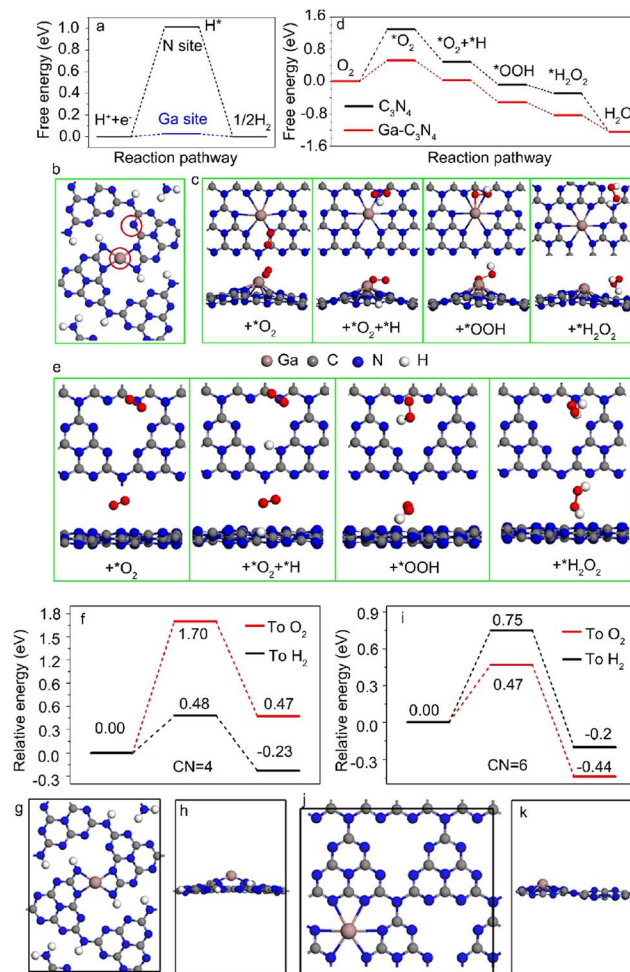 a
Free energy (eV)
1.0
0.8
0.6
0.4
0.2
0.0
H*
N site
Ga site
H⁺+e⁻
1/2H₂
Reaction pathway
d
Free energy (eV)
1.6
0.8
0.0
-0.8
-1.6
O₂
*O₂
*O₂+*H
*OOH
*H₂O₂
H₂O
C₃N₄
Ga-C₃N₄
Reaction pathway
b
c
+*O₂
+*O₂+*H
+*OOH
+*H₂O₂
Ga C N H
e
+*O₂
+*O₂+*H
+*OOH
+*H₂O₂
f
Relative energy (eV)
1.8
1.2
0.9
0.6
0.3
0.0
-0.3
To O₂
To H₂
1.70
0.48
0.47
0.00
-0.23
CN=4
i
Relative energy (eV)
0.9
0.6
0.3
0.0
-0.3
0.75
To O₂
To H₂
0.47
0.00
-0.2
-0.44
CN=6
g
h
j
k